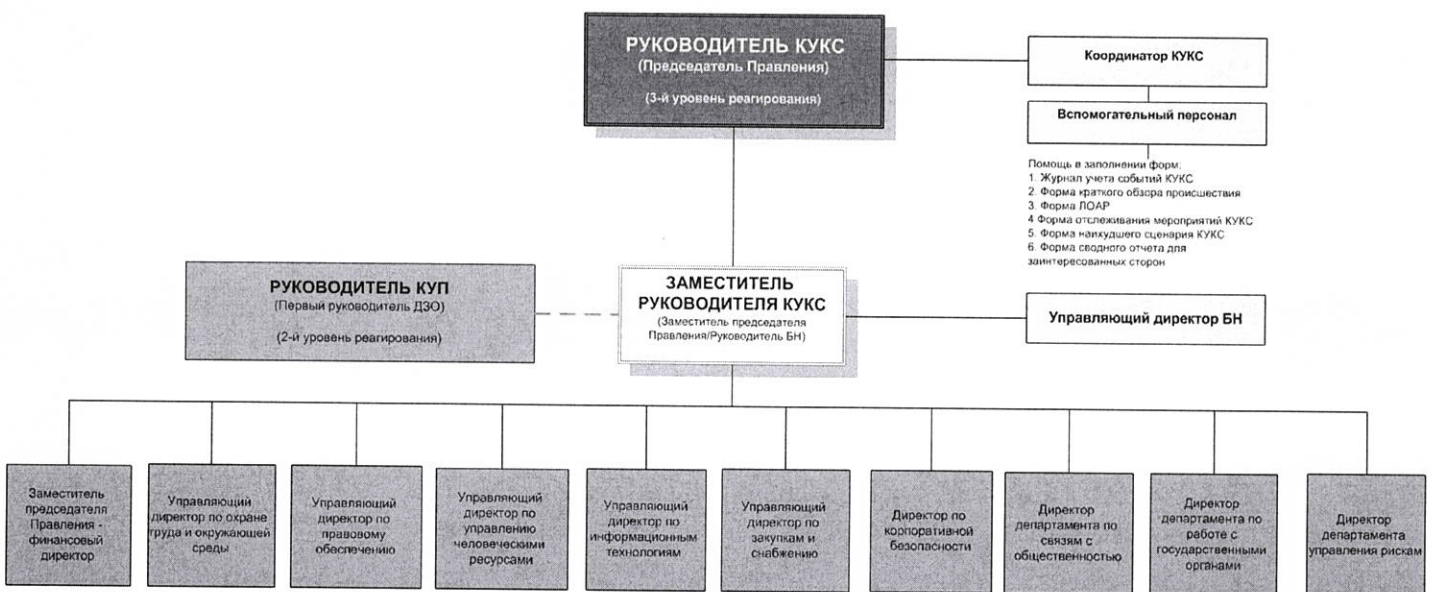 РУКОВОДИТЕЛЬ КУКС
(Председатель Правления)
(3-й уровень реагирования)
Координатор КУКС
Вспомогательный персонал
Помощь в заполнении форм:
1. Журнал учета событий КУКС
2. Форма краткого обзора происшествия
3. Форма ЛОАР
4 Форма отслеживания мероприятий КУКС
5. Форма наихудшего сценария КУКС
6. Форма сводного отчета для
заинтересованных сторон
РУКОВОДИТЕЛЬ КУП
(Первый руководитель ДЗО)
(2-й уровень реагирования)
ЗАМЕСТИТЕЛЬ
РУКОВОДИТЕЛЯ КУКС
(Заместитель председателя
Правления/Руководитель БН)
Управляющий директор БН
Заместитель
председателя
Правления -
финансовый
директор
Управляющий
директор по охране
труда и окружающей
среды
Управляющий
директор по
правовому
обеспечению
Управляющий
директор по
управлению
человеческими
ресурсами
Управляющий
директор по
информационным
технологиям
Управляющий
директор по
закупкам и
снабжению
Директор по
корпоративной
безопасности
Директор
департамента по
связям с
общественностью
Директор
департамента по
работе с
государственными
органами
Директор
департамента
управления рискам